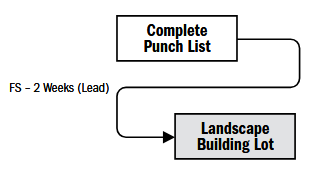 Complete
Punch List
FS – 2 Weeks (Lead)
Landscape
Building Lot